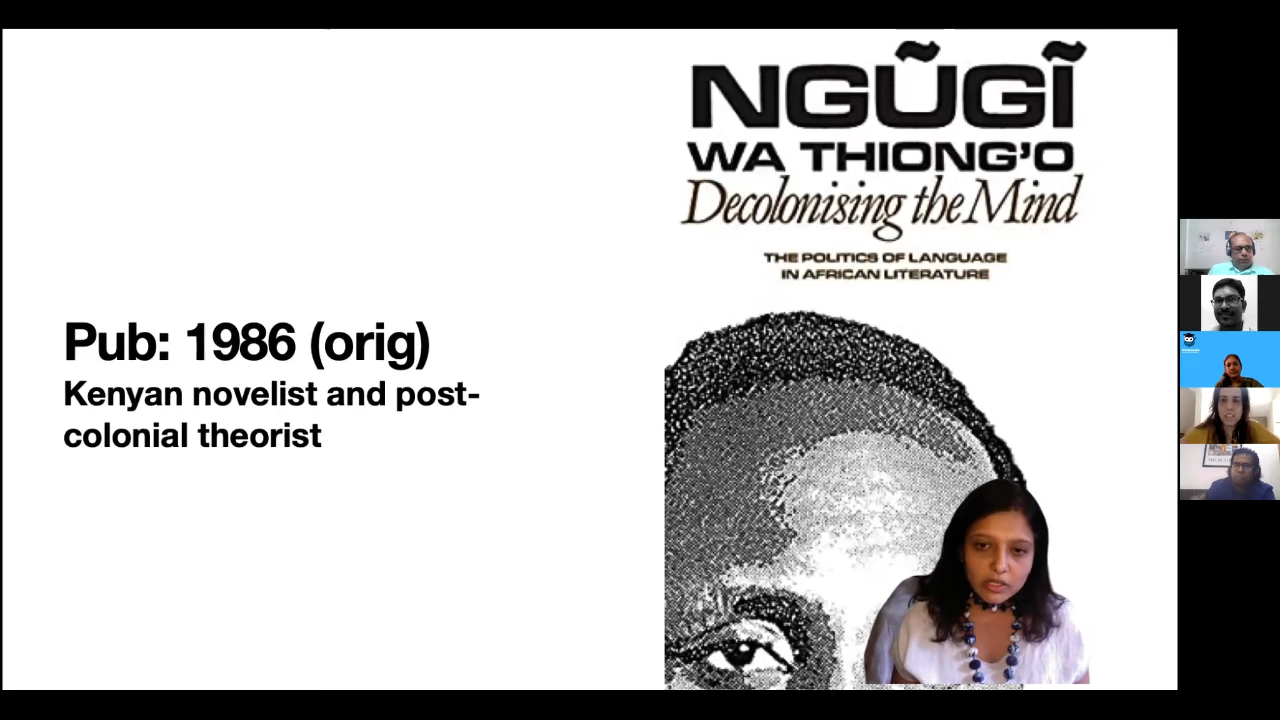 NGŨGĨ
WA THIONG'O
Decolonising the Mind
THE POLITICS OF LANGUAGE
IN AFRICAN LITERATURE
Pub: 1986 (orig)
Kenyan novelist and post-
colonial theorist